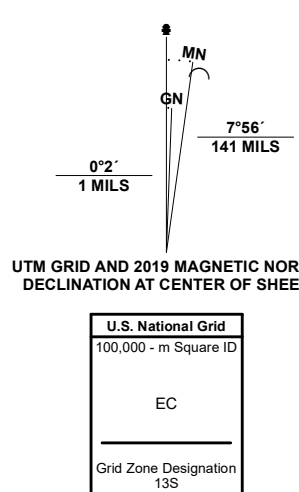 MN
GN
7°56´
141 MILS
0°2´
1 MILS
UTM GRID AND 2019 MAGNETIC NOR
DECLINATION AT CENTER OF SHEE
U.S. National Grid
100,000 - m Square ID
EC
Grid Zone Designation
13S